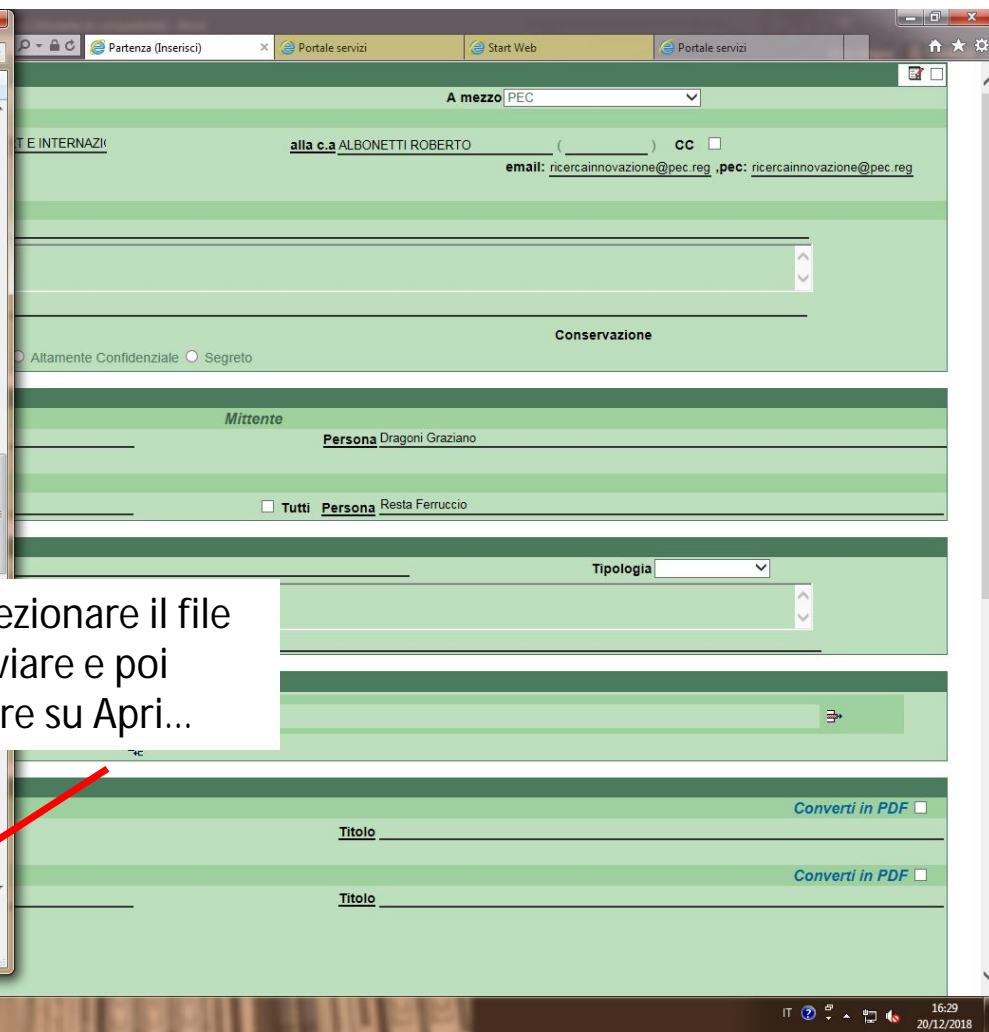 Partenza (Inserisci) Portale servizi Start Web Portale servizi
A mezzo PEC
alla c.a ALBONETTI ROBERTO ( ) CC
T E INTERNAZI
email: ricercainnovazione@pec.reg ,pec: ricercainnovazione@pec.reg
Conservazione
Altamente Confidenziale Segreto
Mittente
Persona Dragoni Graziano
Tutti Persona Resta Ferruccio
Tipologia
ezionare il file
viare e poi
re su Apri...
Converti in PDF
Titolo
Converti in PDF
Titolo
IT 16:29
20/12/2018